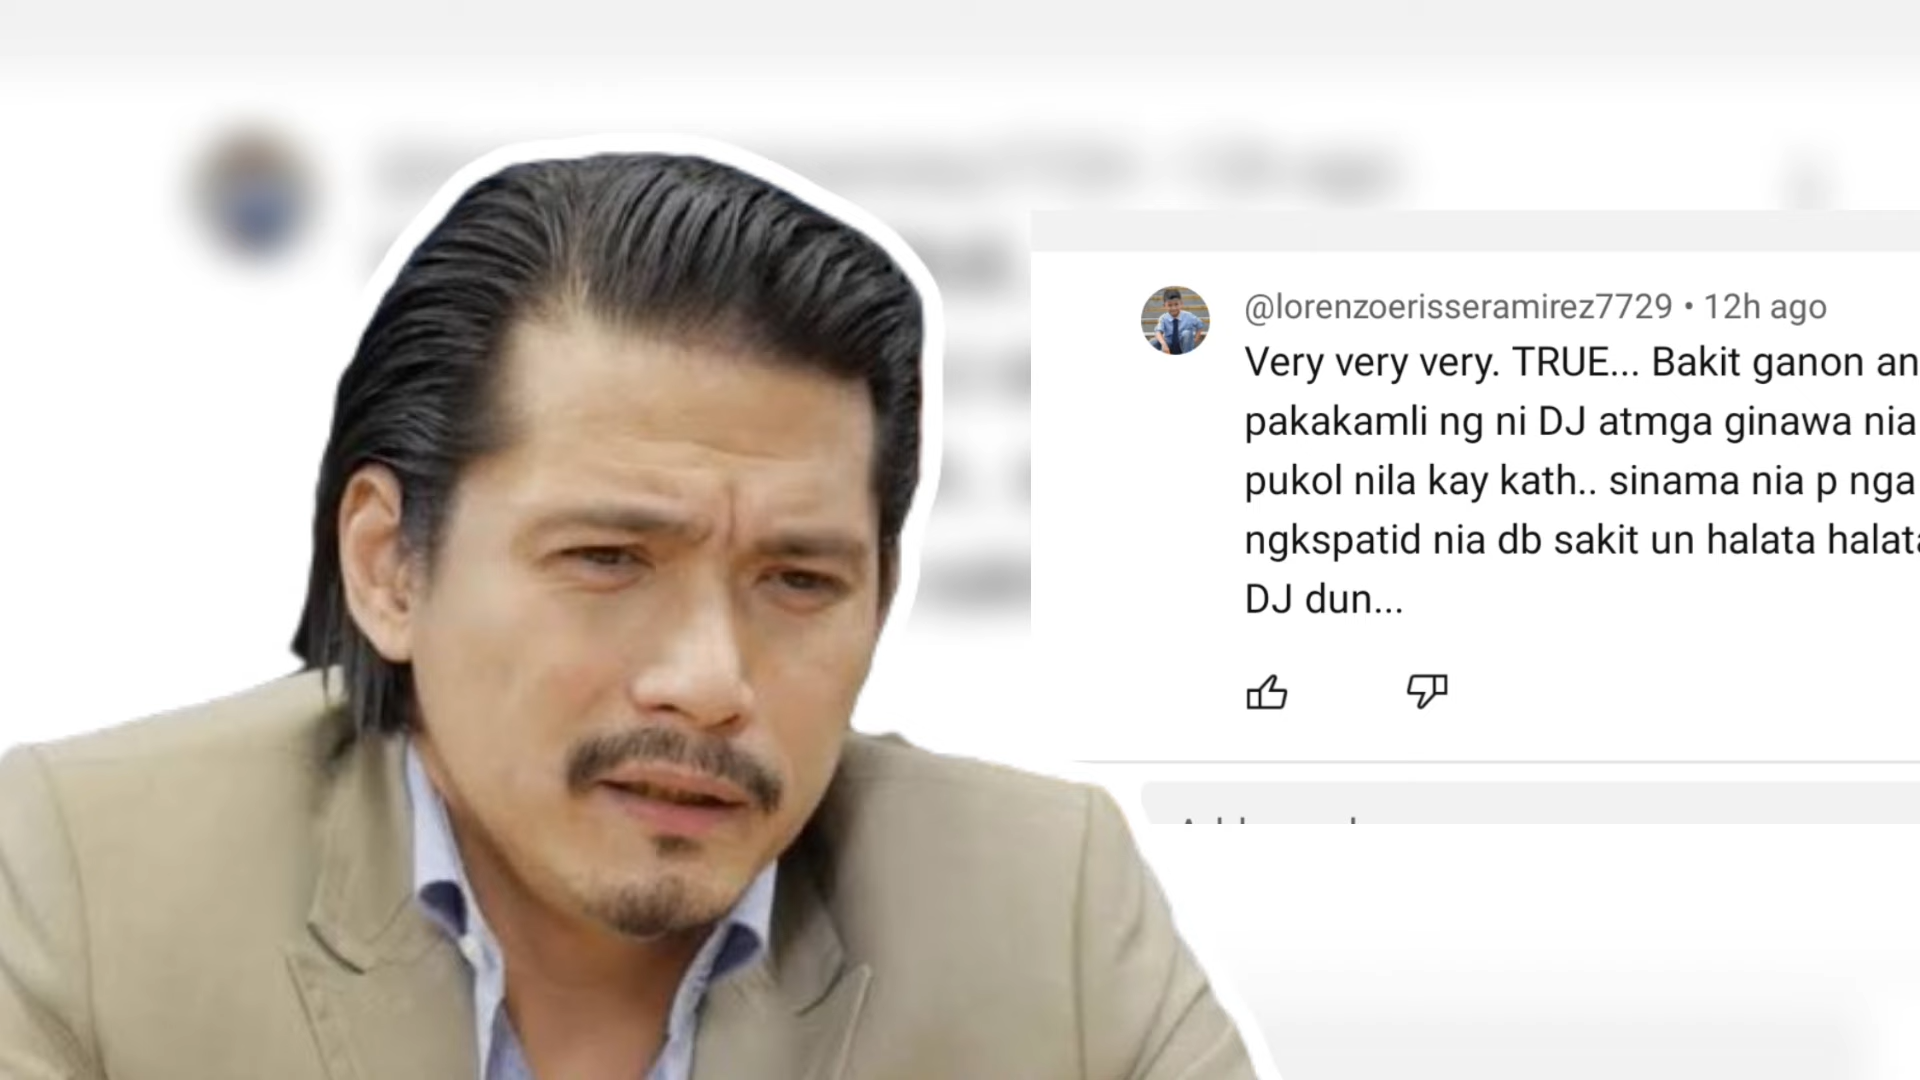 @lorenzoerisseramirez7729 • 12h ago
Very very very. TRUE... Bakit ganon an
pakakamli ng ni DJ atmga ginawa nia
pukol nila kay kath.. sinama nia p nga
ngkspatid nia db sakit un halata halata
DJ dun...